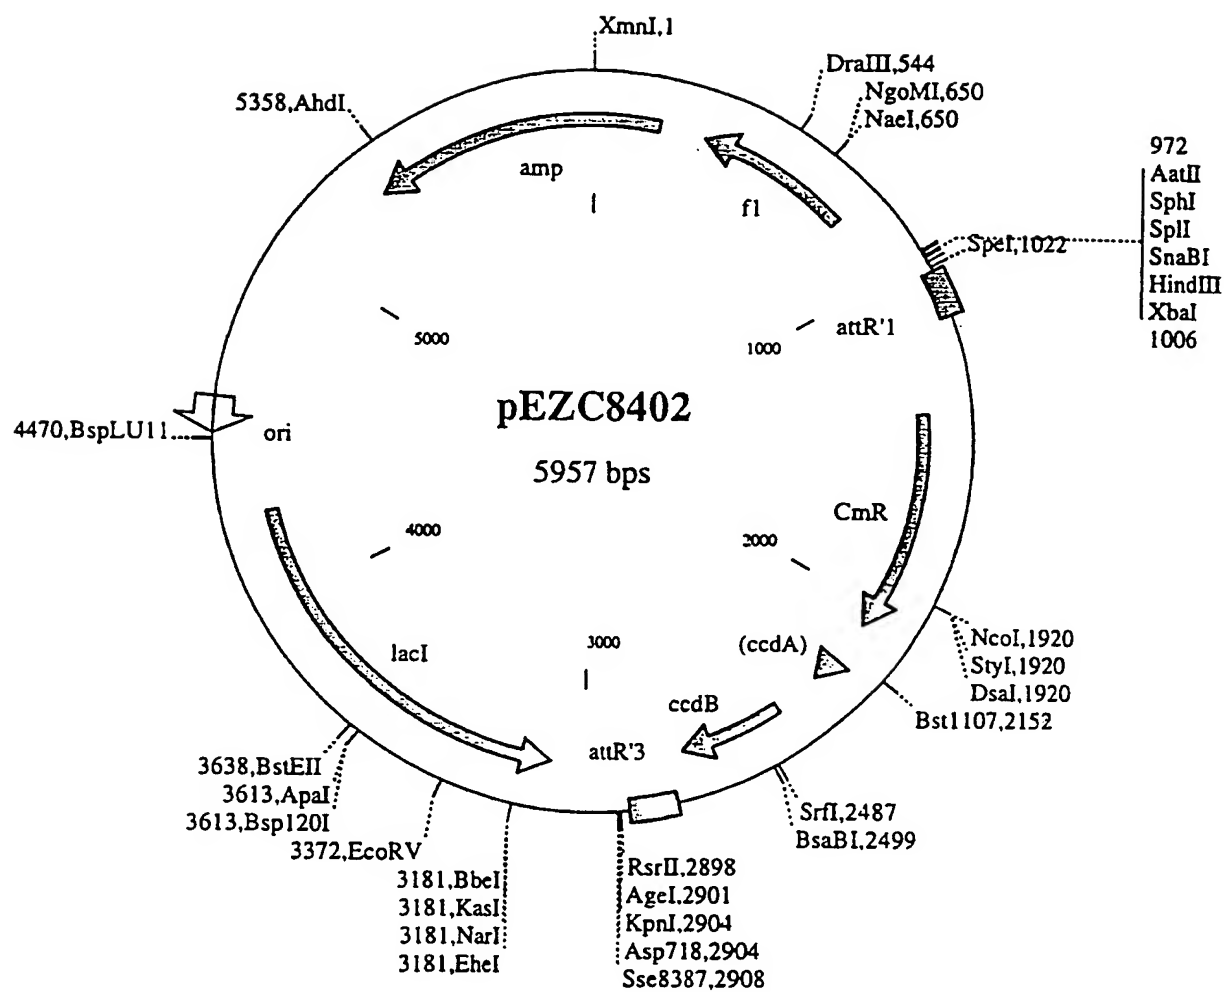 XmnI,1
DraIII,544
NgoMI,650
NaeI,650
5358,AhdI
972
AatII
SphI
SplI
SnaBI
HindIII
XbaI
1006
amp
f1
SpeI,1022
attR'1
5000
1000
pEZC8402
5957 bps
4470,BspLU11
ori
CmR
4000
2000
NcoI,1920
StyI,1920
DsaI,1920
Bst1107,2152
(ccdA)
3000
lacI
ccdB
attR'3
3638,BstEII
3613,ApaI
3613,Bsp120I
3372,EcoRV
SrfI,2487
BsaBI,2499
3181,BbeI
3181,KasI
3181,NarI
3181,EheI
RsrII,2898
AgeI,2901
KpnI,2904
Asp718,2904
Sse8387,2908